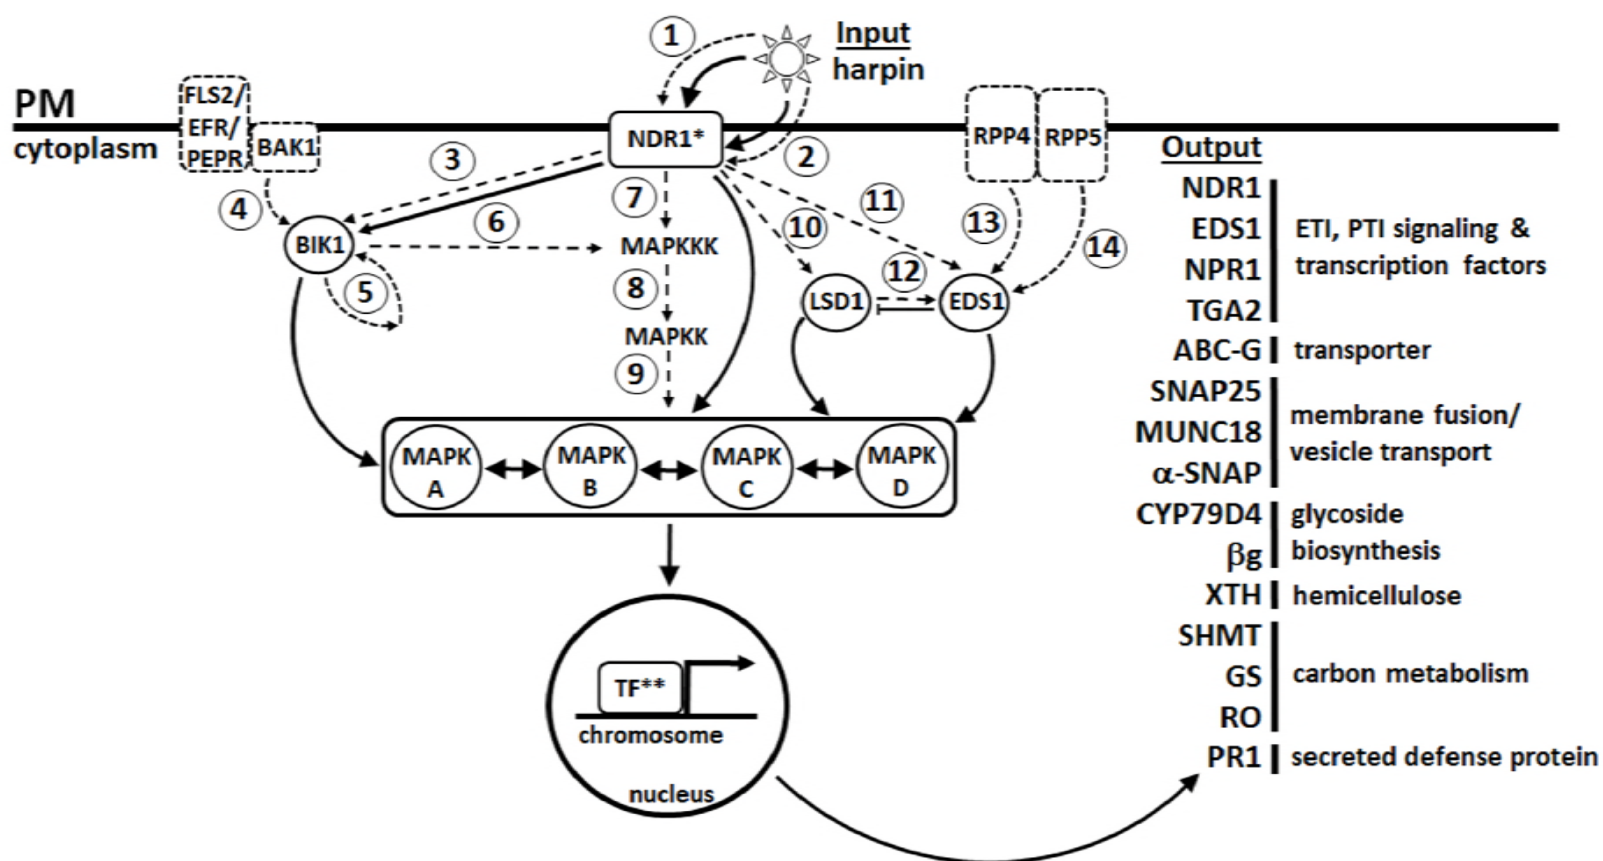 1
Input
harpin
PM
cytoplasm
FLS2/
EFR/
PEPR
BAK1
NDR1*
RPP4
RPP5
2
3
4
5
6
7
8
9
10
11
12
13
14
BIK1
MAPKKK
MAPKK
LSD1
EDS1
MAPK
A
MAPK
B
MAPK
C
MAPK
D
TF**
chromosome
nucleus
Output
NDR1
EDS1
NPR1
TGA2
ETI, PTI signaling &
transcription factors
ABC-G
transporter
SNAP25
MUNC18
α-SNAP
membrane fusion/
vesicle transport
CYP79D4
βg
glycoside
biosynthesis
XTH
hemicellulose
SHMT
GS
RO
carbon metabolism
PR1
secreted defense protein